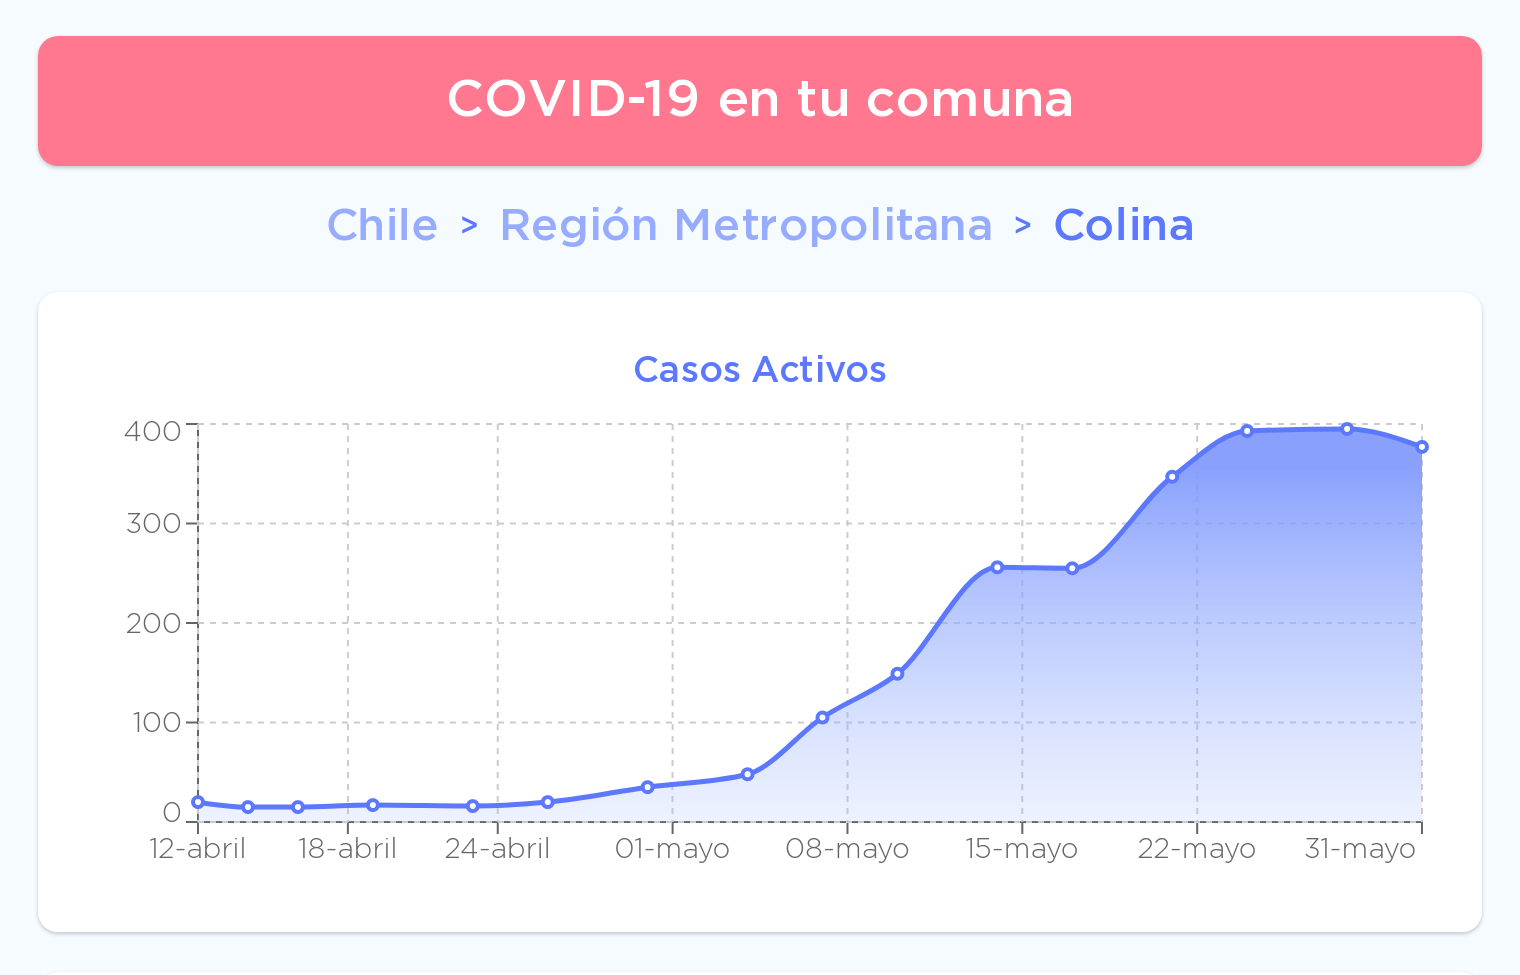 COVID-19 en tu comuna
Chile > Región Metropolitana > Colina
Casos Activos
400
300
200
100
0
12-abril 18-abril 24-abril 01-mayo 08-mayo 15-mayo 22-mayo 31-mayo